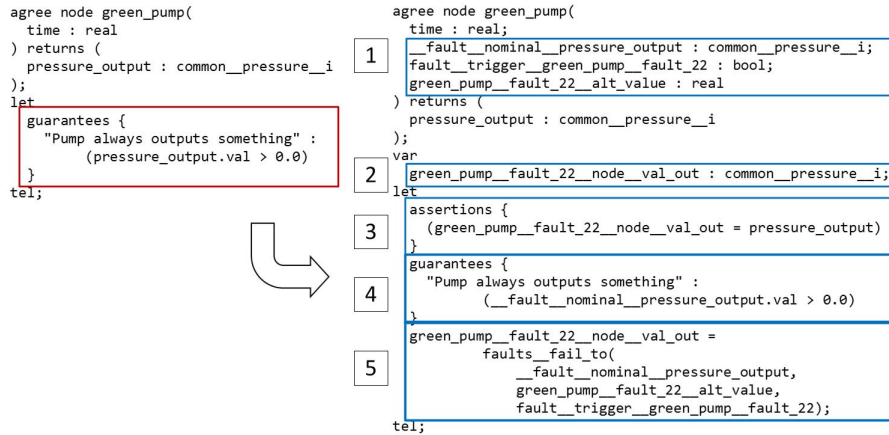 agree node green_pump(
time : real
) returns (
pressure_output : common__pressure__i
);
let
guarantees {
"Pump always outputs something" :
(pressure_output.val > 0.0)
}
tel;
agree node green_pump(
time : real;
1
__fault__nominal__pressure_output : common__pressure__i;
fault__trigger__green_pump__fault_22 : bool;
green_pump__fault_22__alt_value : real
) returns (
pressure_output : common__pressure__i
);
var
2
green_pump__fault_22__node__val_out : common__pressure__i;
let
3
assertions {
(green_pump__fault_22__node__val_out = pressure_output)
}
4
guarantees {
"Pump always outputs something" :
(__fault__nominal__pressure_output.val > 0.0)
}
5
green_pump__fault_22__node__val_out =
faults__fail_to(
__fault__nominal__pressure_output,
green_pump__fault_22__alt_value,
fault__trigger__green_pump__fault_22);
tel;